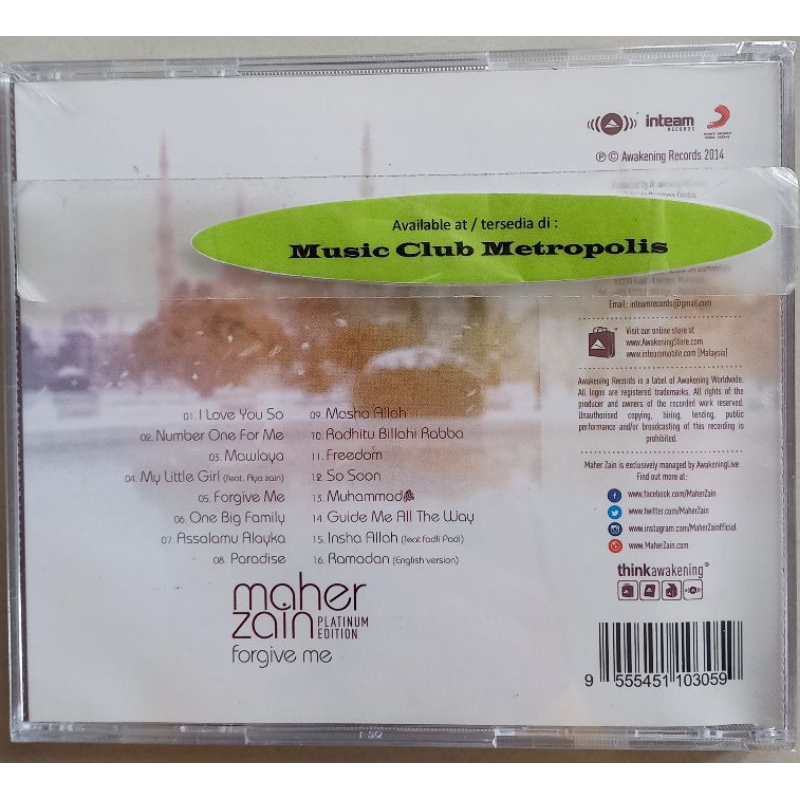 inteam
RECORDS
℗ © Awakening Records 2014
Available at / tersedia di :
Music Club Metropolis
Email : inteamrecords@gmail.com
Visit our online store at
www.AwakeningStore.com
www.inteammobile.com (Malaysia)
Awakening Records is a label of Awakening Worldwide.
All logos are registered trademarks. All rights of the
producer and owners of the recorded work reserved.
Unauthorised copying, hiring, lending, public
performance and/or broadcasting of this recording is
prohibited.
Maher Zain is exclusively managed by AwakeningLive
Find out more at:
www.facebook.com/MaherZain
www.twitter.com/MaherZain
www.instagram.com/MaherZainfficial
www.MaherZain.com
thinkawakening
01. I Love You So
02. Number One For Me
03. Mawlaya
04. My Little Girl (feat. Aya Zain)
05. Forgive Me
06. One Big Family
07. Assalamu Alayka
08. Paradise
09. Masha Allah
10. Radhitu Billahi Rabba
11. Freedom
12. So Soon
13. Muhammad ﷺ
14. Guide Me All The Way
15. Insha Allah (feat Fadli Padi)
16. Ramadan (English version)
maher
zain PLATINUM
EDITION
forgive me
9 555451 103059